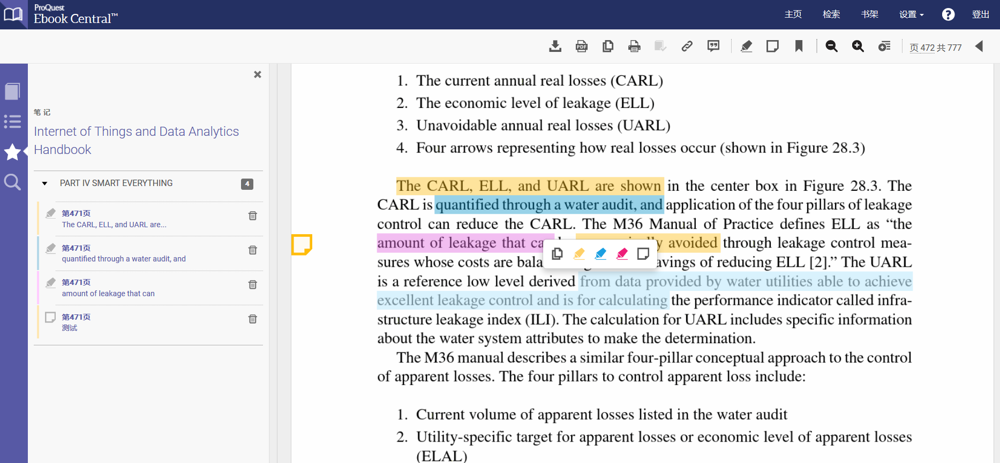 ProQuest
Ebook Central™
主页 检索 书架 设置 ? 登出
PDF
页 472 共 777
笔 记
Internet of Things and Data Analytics
Handbook
PART IV SMART EVERYTHING 4
第471页
The CARL, ELL, and UARL are...
第471页
quantified through a water audit, and
第471页
amount of leakage that can
第471页
测试
1. The current annual real losses (CARL)
2. The economic level of leakage (ELL)
3. Unavoidable annual real losses (UARL)
4. Four arrows representing how real losses occur (shown in Figure 28.3)
The CARL, ELL, and UARL are shown in the center box in Figure 28.3. The
CARL is quantified through a water audit, and application of the four pillars of leakage
control can reduce the CARL. The M36 Manual of Practice defines ELL as “the
amount of leakage that avoided through leakage control mea-
sures whose costs are of reducing ELL [2].” The UARL
is a reference low level derived from data provided by water utilities able to achieve
excellent leakage control and is for calculating the performance indicator called infra-
structure leakage index (ILI). The calculation for UARL includes specific information
about the water system attributes to make the determination.
The M36 manual describes a similar four-pillar conceptual approach to the control
of apparent losses. The four pillars to control apparent loss include:
1. Current volume of apparent losses listed in the water audit
2. Utility-specific target for apparent losses or economic level of apparent losses
(ELAL)